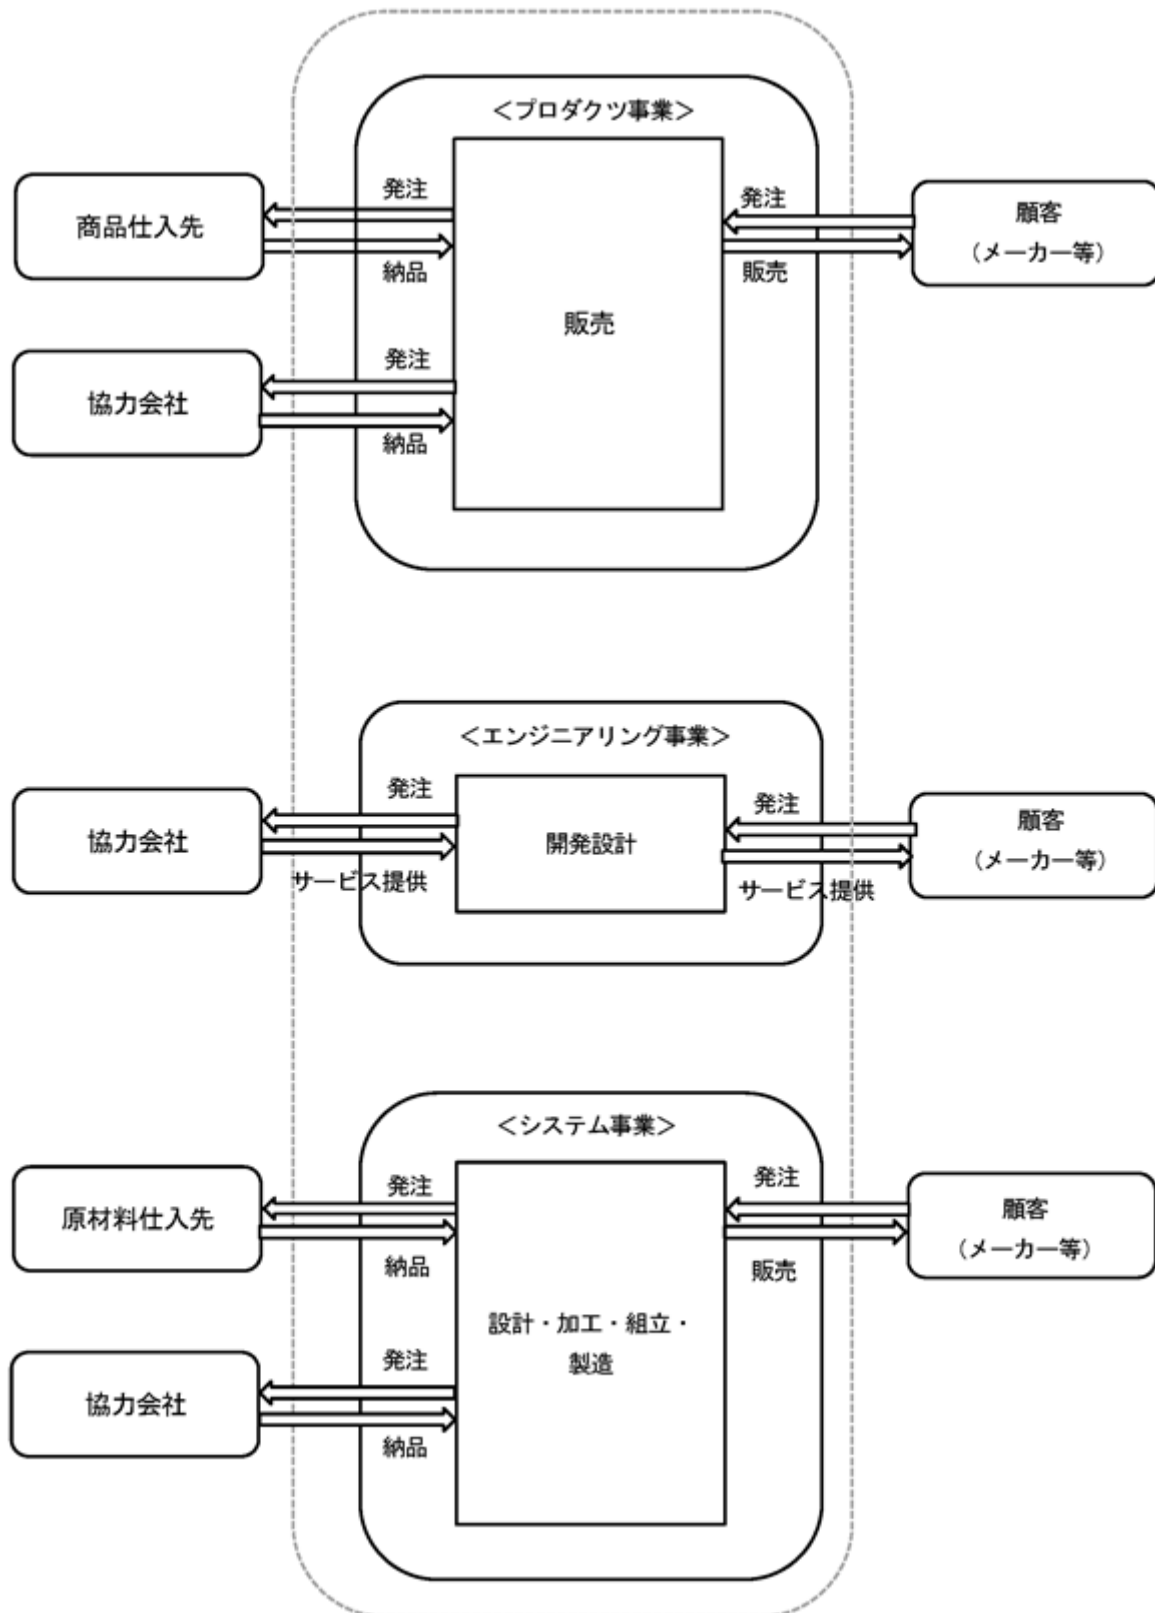 <プロダクツ事業>
商品仕入先
発注
納品
協力会社
発注
納品
販売
発注
販売
顧客
(メーカー等)
<エンジニアリング事業>
協力会社
発注
サービス提供
開発設計
発注
サービス提供
顧客
(メーカー等)
<システム事業>
原材料仕入先
発注
納品
協力会社
発注
納品
設計・加工・組立・
製造
発注
販売
顧客
(メーカー等)